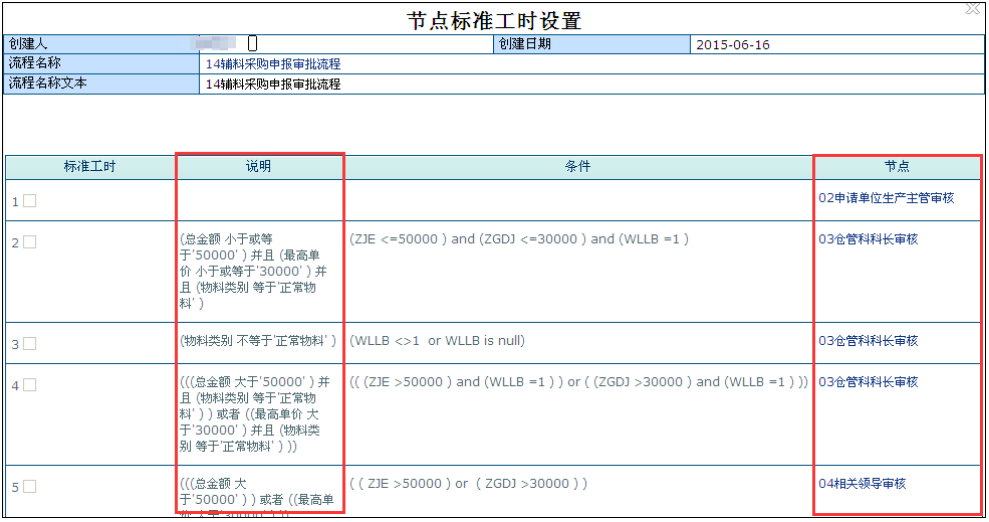 节点标准工时设置
创建人 创建日期 2015-06-16
流程名称 14辅料采购申报审批流程
流程名称文本 14辅料采购申报审批流程
标准工时 说明 条件 节点
1 02申请单位生产主管审核
2 (总金额 小于或等 (ZJE <=50000 ) and (ZGDJ <=30000 ) and (WLLB =1 ) 03仓管科科长审核
于'50000' ) 并且 (最高单
价 小于或等于'30000' ) 并
且 (物料类别 等于'正常物
料' )
3 (物料类别 不等于'正常物料' ) (WLLB <>1 or WLLB is null) 03仓管科科长审核
4 (((总金额 大于'50000' ) 并 (( ( ZJE >50000 ) and (WLLB =1 ) ) or ( (ZGDJ >30000 ) and (WLLB =1 ) )) 03仓管科科长审核
且 (物料类别 等于'正常物
料' ) ) 或者 ((最高单价 大
于'30000' ) 并且 (物料类
别 等于'正常物料' ) ))
5 (((总金额 大 ( ( ZJE >50000 ) or ( ZGDJ >30000 ) ) 04相关领导审核
于'50000' ) ) 或者 ((最高单
价 大于'30000' ) ))